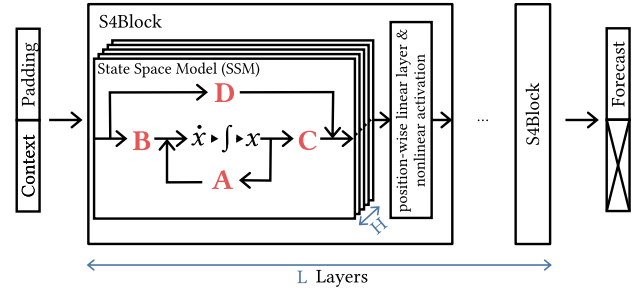 S4Block
State Space Model (SSM)
Padding
Context
D
B
ẋ ▸ ∫ ▸ x
C
A
H
position-wise linear layer &
nonlinear activation
...
S4Block
Forecast
L Layers